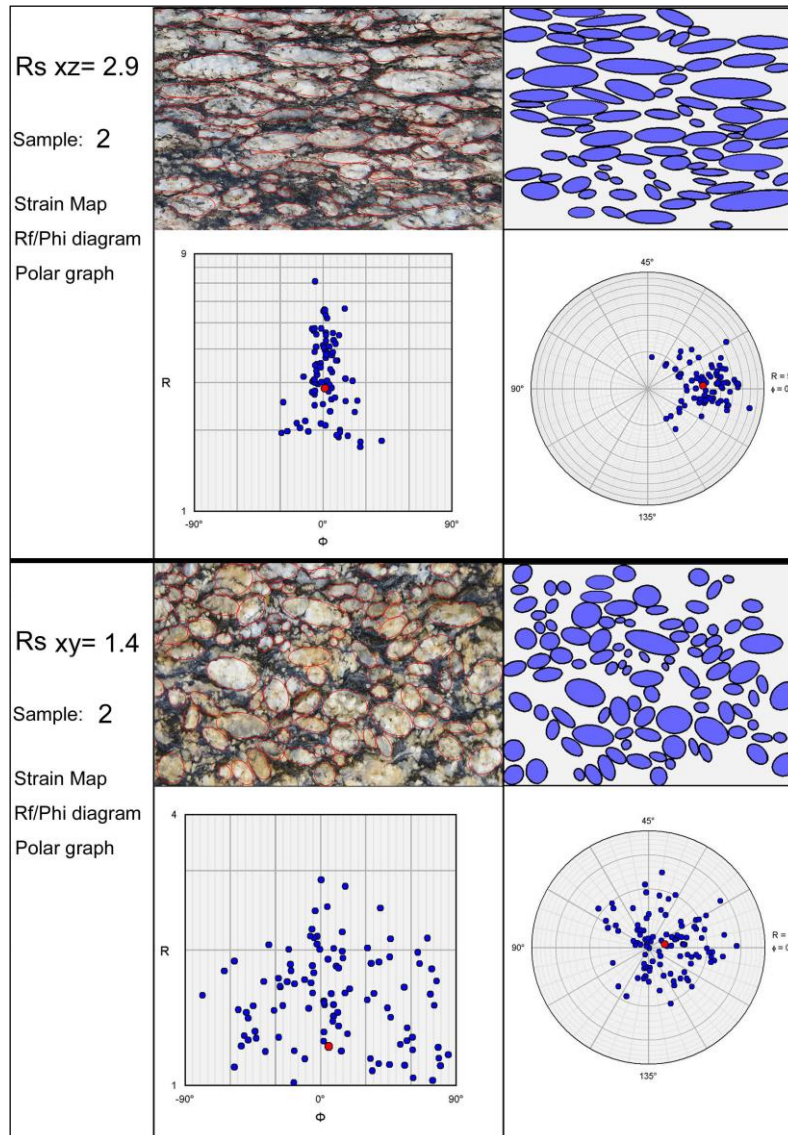 Rs xz= 2.9
Sample: 2
Strain Map
Rf/Phi diagram
Polar graph
9
R
1
-90°
0°
90°
Φ
45°
90°
R = 
ϕ = 0
135°
Rs xy= 1.4
Sample: 2
Strain Map
Rf/Phi diagram
Polar graph
4
R
1
-90°
0°
90°
Φ
45°
90°
R =
ϕ = 0
135°